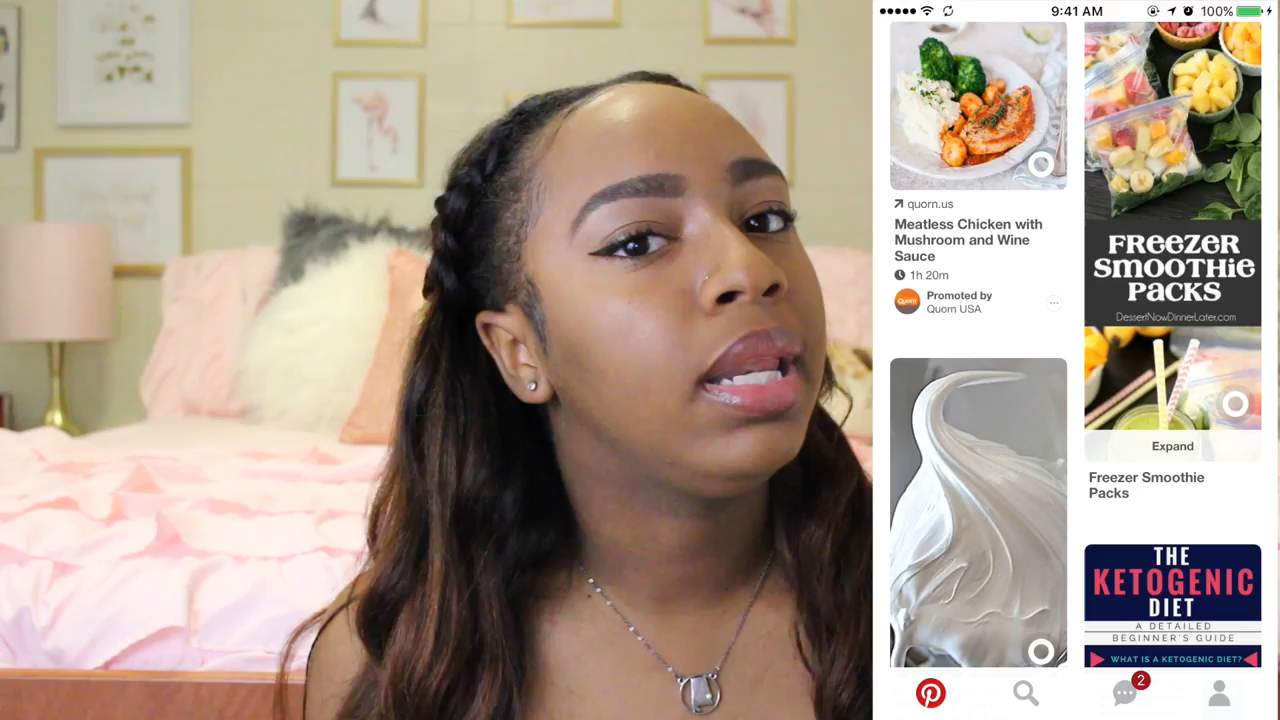 9:41 AM
100%
quorn.us
Meatless Chicken with
Mushroom and Wine
Sauce
1h 20m
Quorn
Promoted by
Quorn USA
FREEZER
SMOOTHiE
PACKS
DessertNowDinnerLater.com
Expand
Freezer Smoothie
Packs
THE
KETOGENIC
DIET
A DETAILED
BEGINNER'S GUIDE
WHAT IS A KETOGENIC DIET?
2